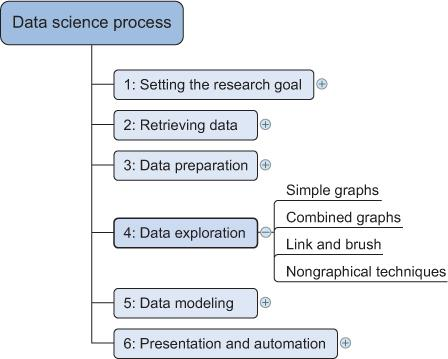 Data science process
1: Setting the research goal
2: Retrieving data
3: Data preparation
4: Data exploration
Simple graphs
Combined graphs
Link and brush
Nongraphical techniques
5: Data modeling
6: Presentation and automation